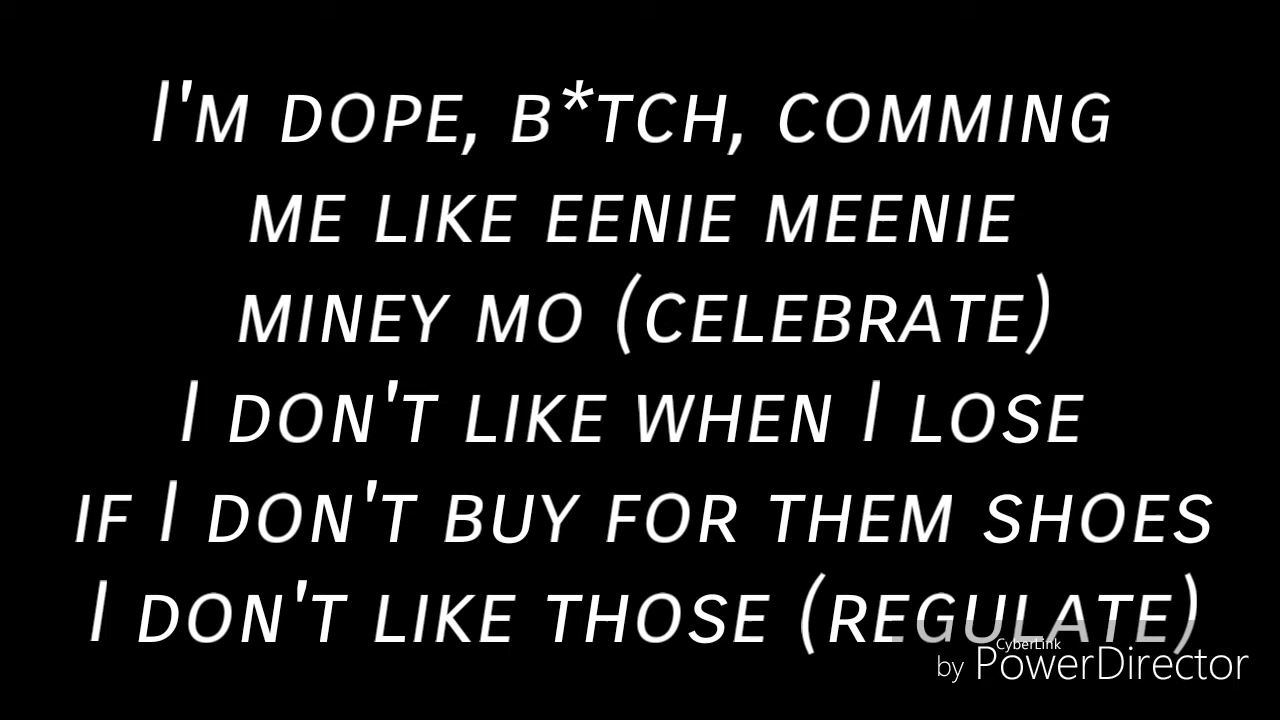 I'M DOPE, B*TCH, COMMING
ME LIKE EENIE MEENIE
MINEY MO (CELEBRATE)
I DON'T LIKE WHEN I LOSE
IF I DON'T BUY FOR THEM SHOES
I DON'T LIKE THOSE (REGULATE)
CyberLink
by PowerDirector